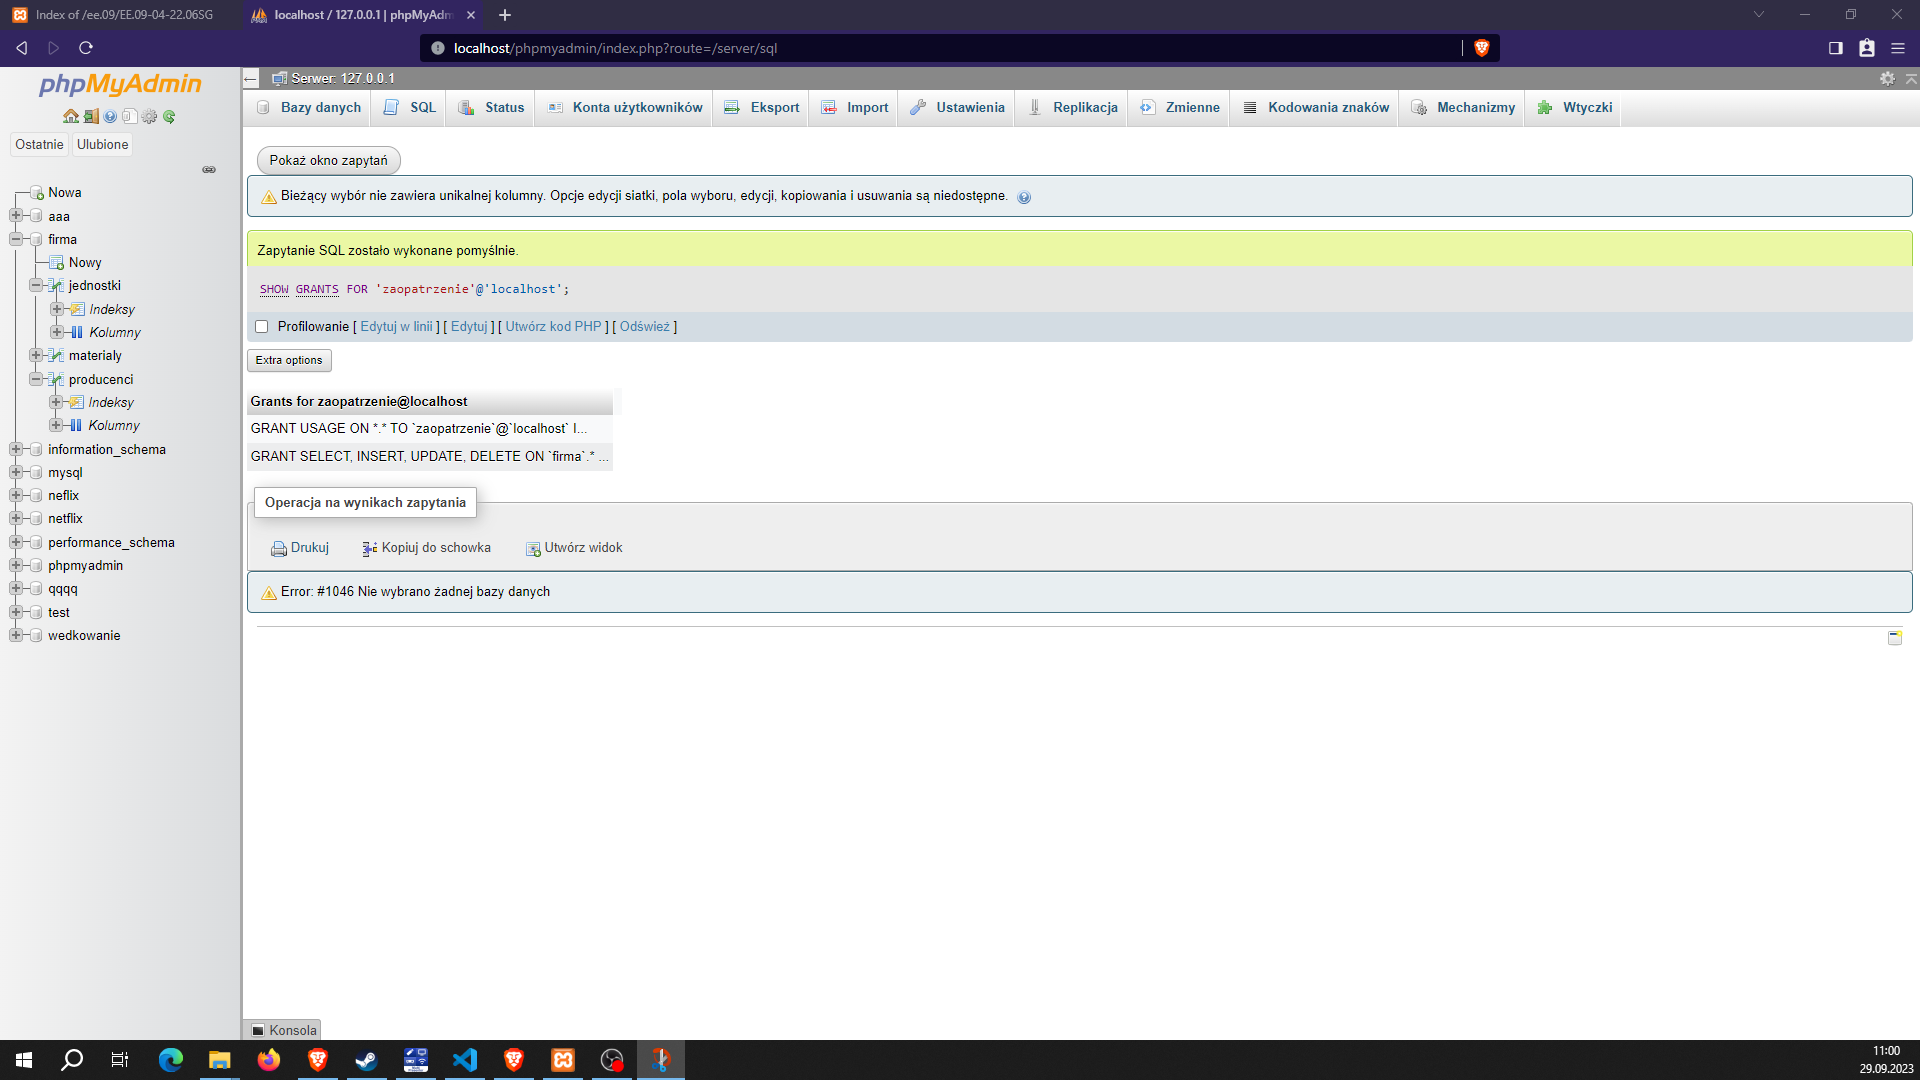 Index of /ee.09/EE.09-04-22.06SG
localhost / 127.0.0.1 | phpMyAdm
localhost/phpmyadmin/index.php?route=/server/sql
phpMyAdmin
Ostatnie
Ulubione
Nowa
aaa
firma
Nowy
jednostki
Indeksy
Kolumny
materialy
producenci
Indeksy
Kolumny
information_schema
mysql
neflix
netflix
performance_schema
phpmyadmin
qqqq
test
wedkowanie
Serwer: 127.0.0.1
Bazy danych
SQL
Status
Konta użytkowników
Eksport
Import
Ustawienia
Replikacja
Zmienne
Kodowania znaków
Mechanizmy
Wtyczki
Pokaż okno zapytań
Bieżący wybór nie zawiera unikalnej kolumny. Opcje edycji siatki, pola wyboru, edycji, kopiowania i usuwania są niedostępne.
Zapytanie SQL zostało wykonane pomyślnie.
SHOW GRANTS FOR 'zaopatrzenie'@'localhost';
Profilowanie [ Edytuj w linii ] [ Edytuj ] [ Utwórz kod PHP ] [ Odśwież ]
Extra options
Grants for zaopatrzenie@localhost
GRANT USAGE ON *.* TO `zaopatrzenie`@`localhost` I...
GRANT SELECT, INSERT, UPDATE, DELETE ON `firma`.* ...
Operacja na wynikach zapytania
Drukuj
Kopiuj do schowka
Utwórz widok
Error: #1046 Nie wybrano żadnej bazy danych
Konsola
11:00
29.09.2023